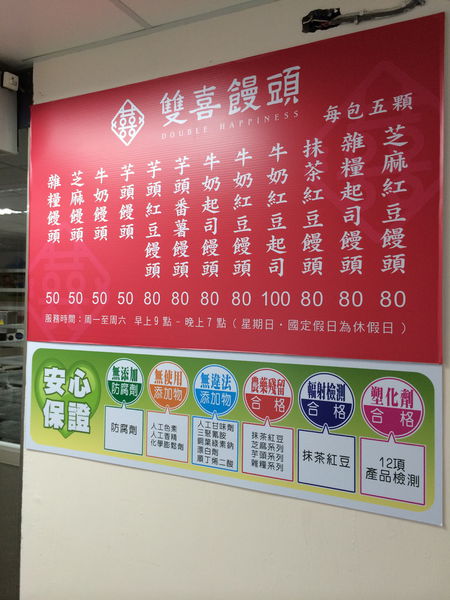 囍
雙喜饅頭
DOUBLE HAPPINESS
每包五顆
雜糧饅頭 50
芝麻饅頭 50
牛奶饅頭 50
芋頭饅頭 50
芋頭紅豆饅頭 80
芋頭番薯饅頭 80
牛奶起司饅頭 80
牛奶紅豆饅頭 80
牛奶紅豆起司 100
抹茶紅豆饅頭 80
雜糧起司饅頭 80
芝麻紅豆饅頭 80
服務時間：周一至周六 早上9點－晚上7點（星期日‧國定假日為休假日）
安心
保證
無添加
防腐劑
防腐劑
無使用
添加物
人工色素
人工香精
化學膨鬆劑
無違法
添加物
人工甘味劑
三聚氰胺
銅葉綠素鈉
漂白劑
順丁烯二酸
農藥殘留
合格
抹茶紅豆
芝麻系列
芋頭系列
雜糧系列
輻射檢測
合格
抹茶紅豆
塑化劑
合格
12項
產品檢測